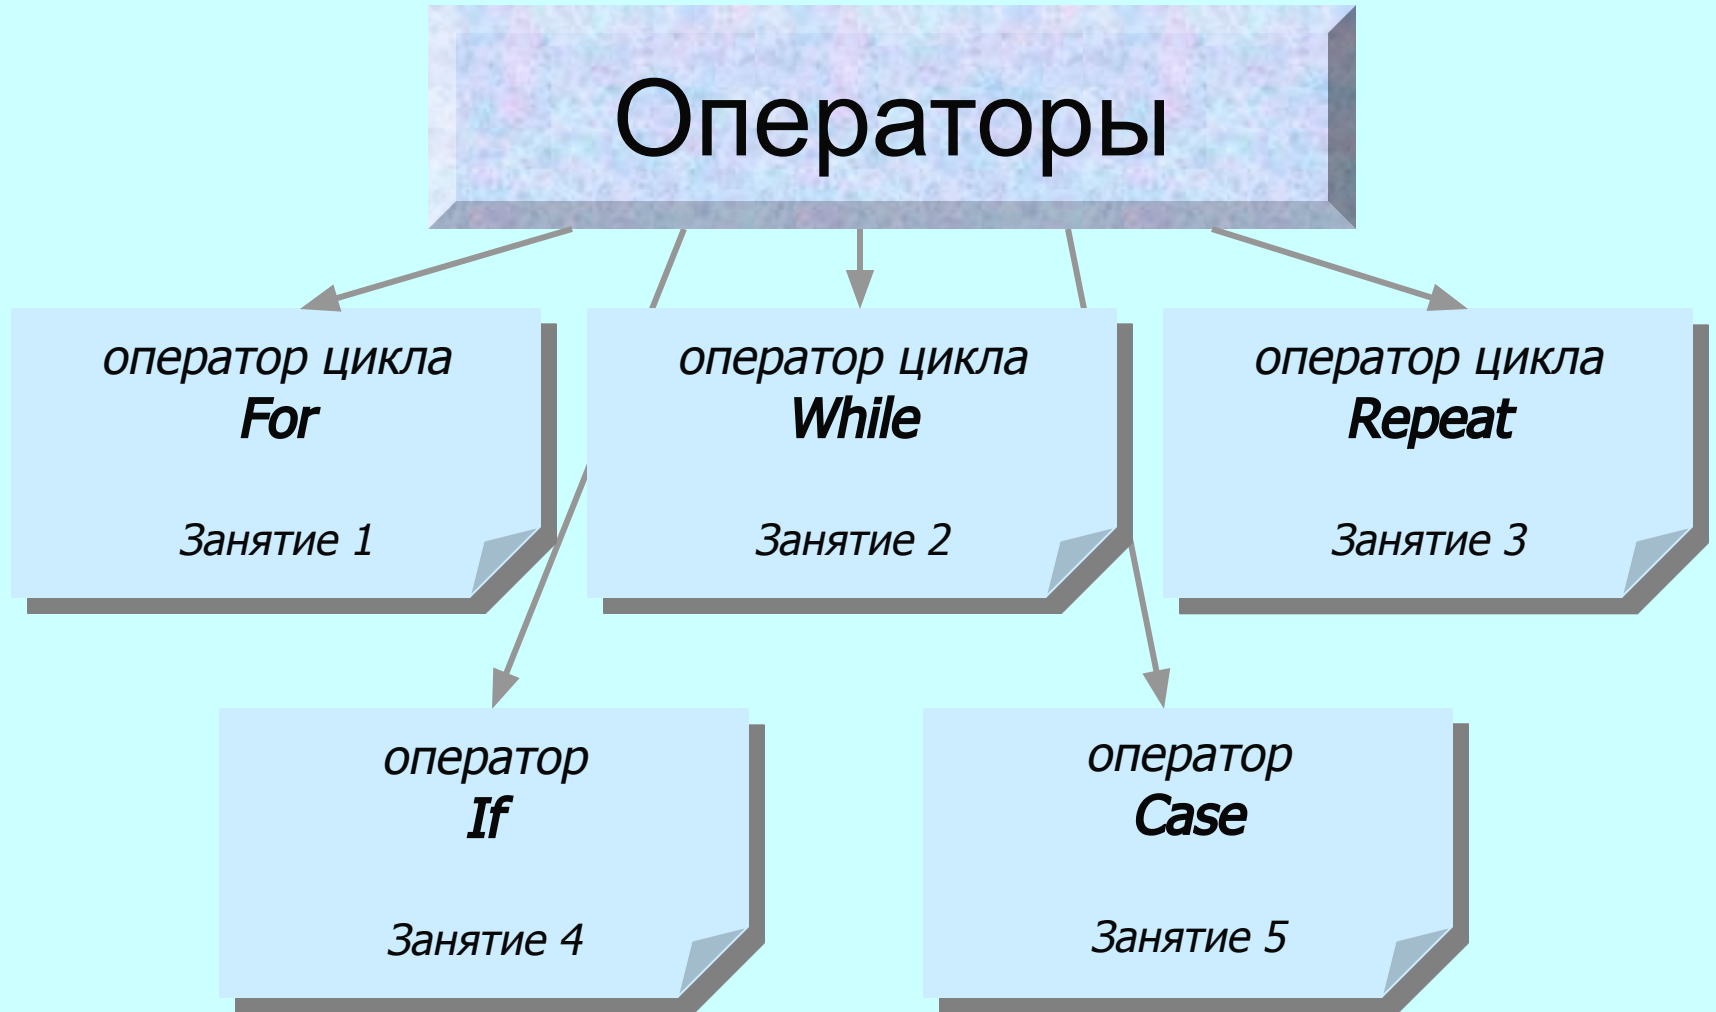 Операторы
оператор цикла
For
Занятие 1
оператор цикла
While
Занятие 2
оператор цикла
Repeat
Занятие 3
оператор
If
Занятие 4
оператор
Case
Занятие 5